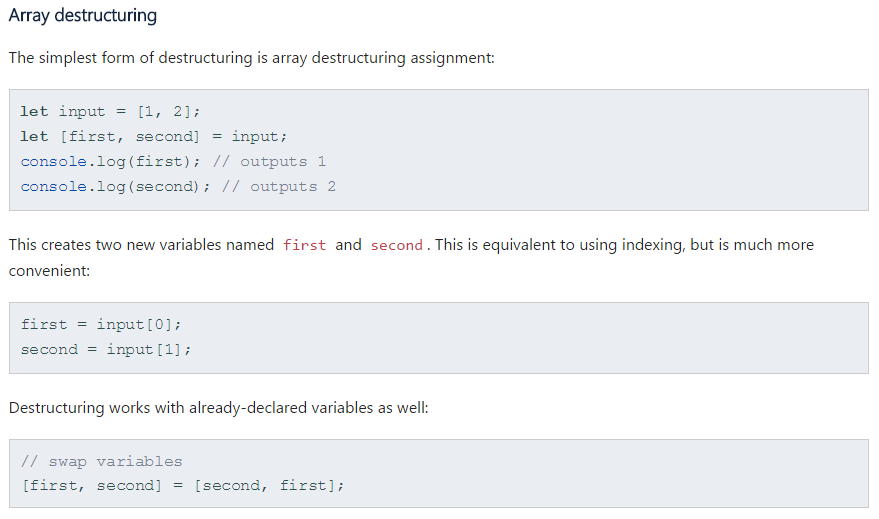 Array destructuring
The simplest form of destructuring is array destructuring assignment:
let input = [1, 2];
let [first, second] = input;
console.log(first); // outputs 1
console.log(second); // outputs 2
This creates two new variables named first and second. This is equivalent to using indexing, but is much more
convenient:
first = input[0];
second = input[1];
Destructuring works with already-declared variables as well:
// swap variables
[first, second] = [second, first];